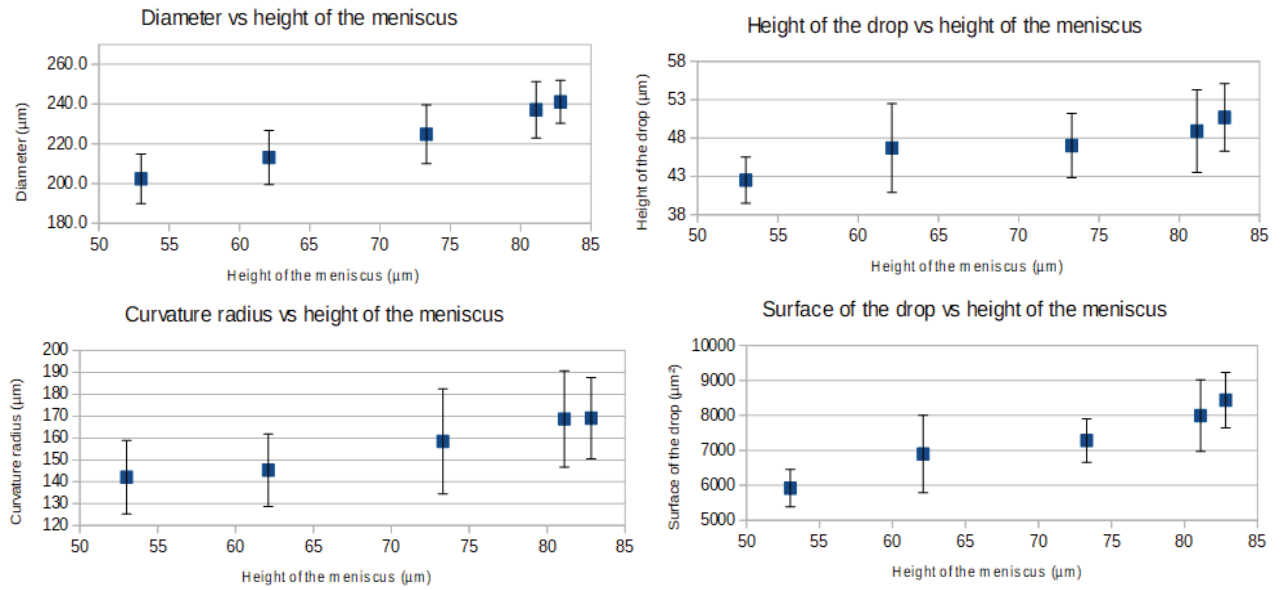 Diameter vs height of the meniscus
Diameter (µm)
260.0
240.0
220.0
200.0
180.0
50 55 60 65 70 75 80 85
Height of the meniscus (µm)
Height of the drop vs height of the meniscus
Height of the drop (µm)
58
53
48
43
38
50 55 60 65 70 75 80 85
Height of the meniscus (µm)
Curvature radius vs height of the meniscus
Curvature radius (µm)
200
190
180
170
160
150
140
130
120
50 55 60 65 70 75 80 85
Height of the meniscus (µm)
Surface of the drop vs height of the meniscus
Surface of the drop (µm²)
10000
9000
8000
7000
6000
5000
50 55 60 65 70 75 80 85
Height of the meniscus (µm)